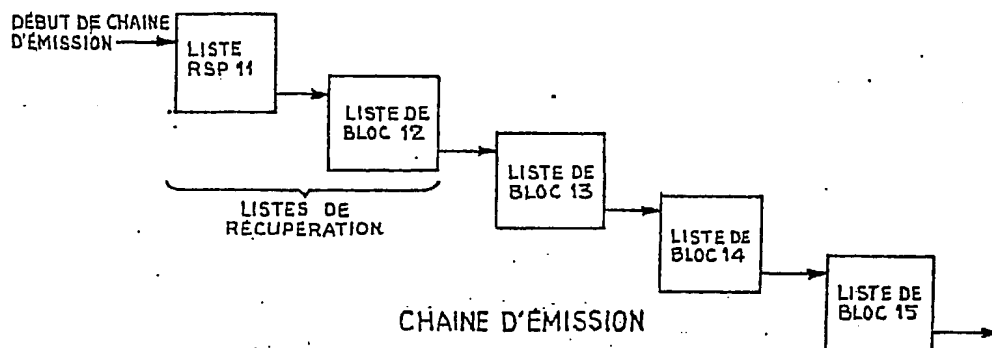 DÉBUT DE CHAINE
D'ÉMISSION
LISTE
RSP 11
LISTE DE
BLOC 12
LISTE DE
BLOC 13
LISTES DE
RÉCUPÉRATION
LISTE DE
BLOC 14
LISTE DE
BLOC 15
CHAINE D'ÉMISSION